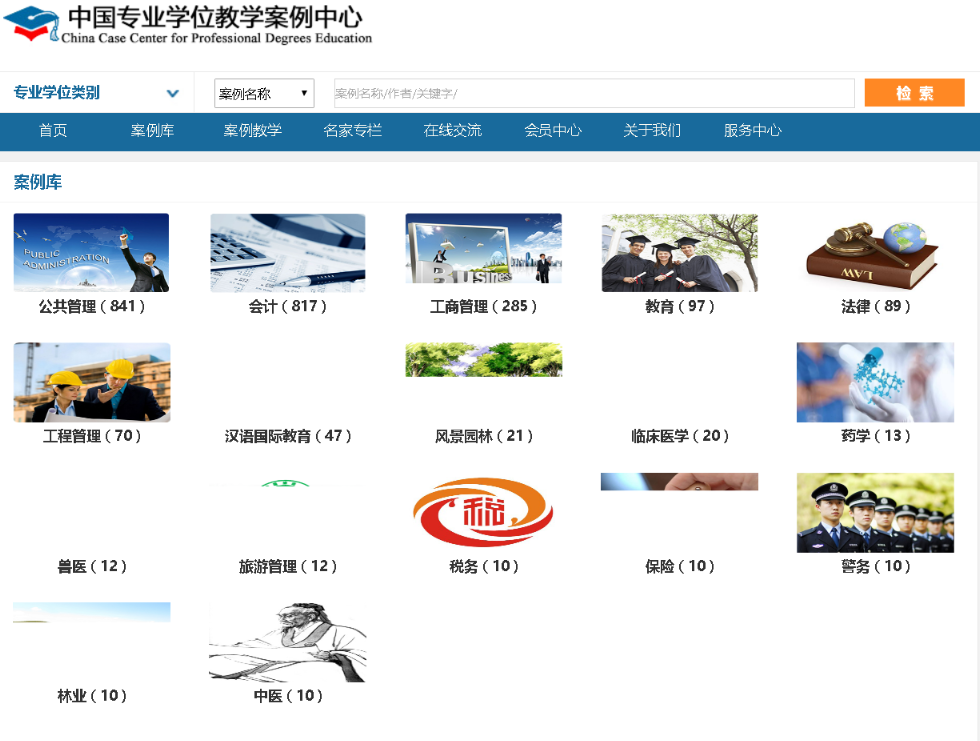 中国专业学位教学案例中心
China Case Center for Professional Degrees Education
专业学位类别
案例名称
案例名称/作者/关键字/
检 索
首页 案例库 案例教学 名家专栏 在线交流 会员中心 关于我们 服务中心
案例库
PUBLIC
ADMINISTRATION
Business
LAW
公共管理 ( 841 ) 会计 ( 817 ) 工商管理 ( 285 ) 教育 ( 97 ) 法律 ( 89 )
工程管理 ( 70 ) 汉语国际教育 ( 47 ) 风景园林 ( 21 ) 临床医学 ( 20 ) 药学 ( 13 )
税
兽医 ( 12 ) 旅游管理 ( 12 ) 税务 ( 10 ) 保险 ( 10 ) 警务 ( 10 )
林业 ( 10 ) 中医 ( 10 )